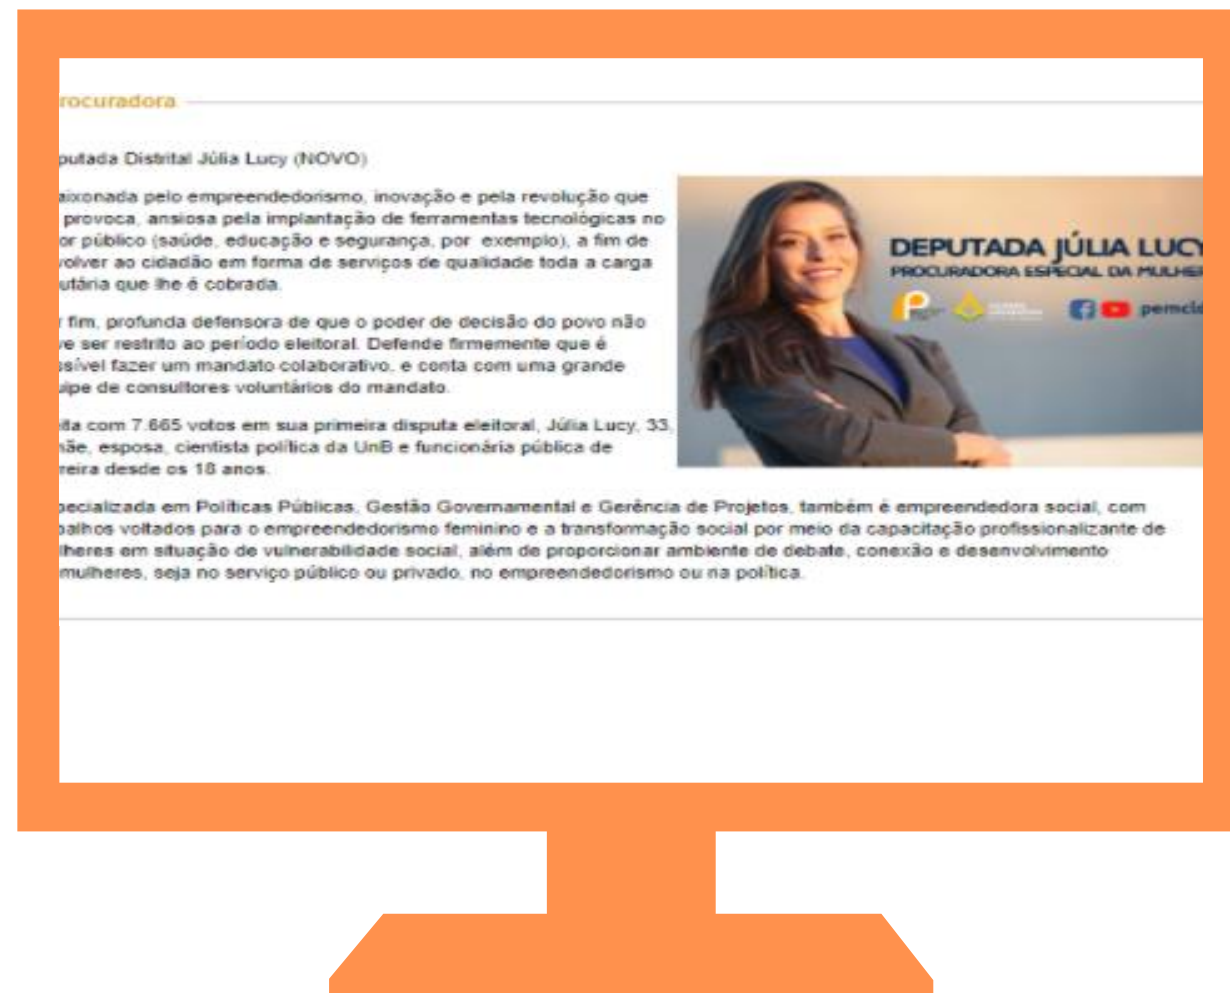 rocuradora
putada Distrital Júlia Lucy (NOVO)
aixonada pelo empreendedorismo, inovação e pela revolução que
provoca, ansiosa pela implantação de ferramentas tecnológicas no
or público (saúde, educação e segurança, por exemplo), a fim de
volver ao cidadão em forma de serviços de qualidade toda a carga
utária que lhe é cobrada.
r fim, profunda defensora de que o poder de decisão do povo não
ve ser restrito ao período eleitoral. Defende firmemente que é
ssível fazer um mandato colaborativo, e conta com uma grande
uipe de consultores voluntários do mandato.
ita com 7.665 votos em sua primeira disputa eleitoral, Júlia Lucy, 33,
mãe, esposa, cientista política da UnB e funcionária pública de
reira desde os 18 anos.
DEPUTADA JÚLIA LUCY
PROCURADORA ESPECIAL DA MULHER
pemcld
pecializada em Políticas Públicas, Gestão Governamental e Gerência de Projetos, também é empreendedora social, com
balhos voltados para o empreendedorismo feminino e a transformação social por meio da capacitação profissionalizante de
lheres em situação de vulnerabilidade social, além de proporcionar ambiente de debate, conexão e desenvolvimento
mulheres, seja no serviço público ou privado, no empreendedorismo ou na política.